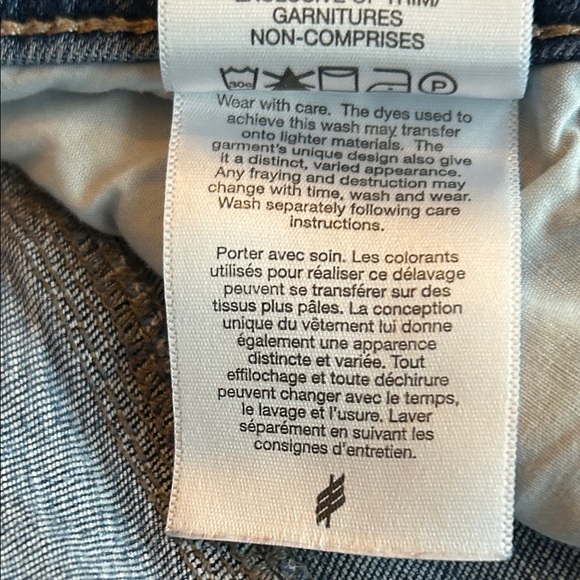 EXCLUSIVE OF TRIM/
GARNITURES
NON-COMPRISES
30c P
Wear with care. The dyes used to
achieve this wash may transfer
onto lighter materials. The
garment's unique design also give
it a distinct, varied appearance.
Any fraying and destruction may
change with time, wash and wear.
Wash separately following care
instructions.
Porter avec soin. Les colorants
utilisés pour réaliser ce délavage
peuvent se transférer sur des
tissus plus pâles. La conception
unique du vêtement lui donne
également une apparence
distincte et variée. Tout
effilochage et toute déchirure
peuvent changer avec le temps,
le lavage et l'usure. Laver
séparément en suivant les
consignes d'entretien.